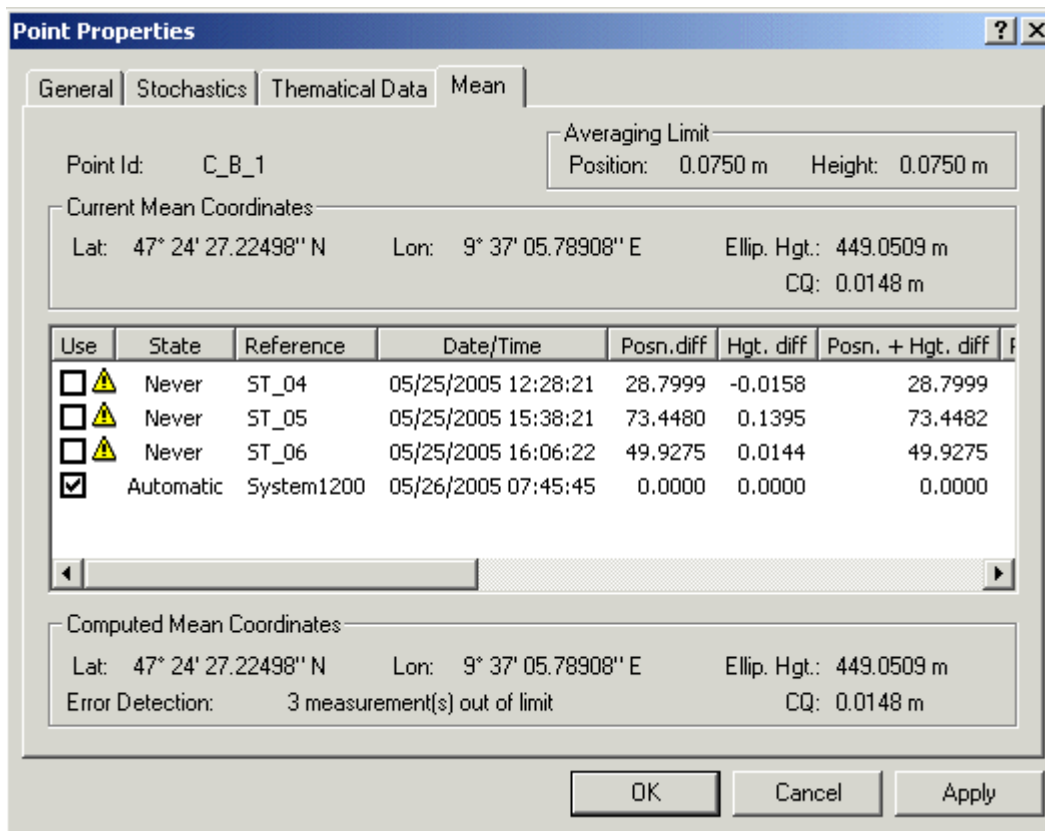 Point Properties
General Stochastics Thematical Data Mean
Averaging Limit
Point Id: C_B_1 Position: 0.0750 m Height: 0.0750 m
Current Mean Coordinates
Lat: 47° 24' 27.22498" N Lon: 9° 37' 05.78908" E Ellip. Hgt.: 449.0509 m
CQ: 0.0148 m
Use State Reference Date/Time Posn.diff Hgt. diff Posn. + Hgt. diff
Never ST_04 05/25/2005 12:28:21 28.7999 -0.0158 28.7999
Never ST_05 05/25/2005 15:38:21 73.4480 0.1395 73.4482
Never ST_06 05/25/2005 16:06:22 49.9275 0.0144 49.9275
Automatic System1200 05/26/2005 07:45:45 0.0000 0.0000 0.0000
Computed Mean Coordinates
Lat: 47° 24' 27.22498" N Lon: 9° 37' 05.78908" E Ellip. Hgt.: 449.0509 m
Error Detection: 3 measurement(s) out of limit CQ: 0.0148 m
OK Cancel Apply